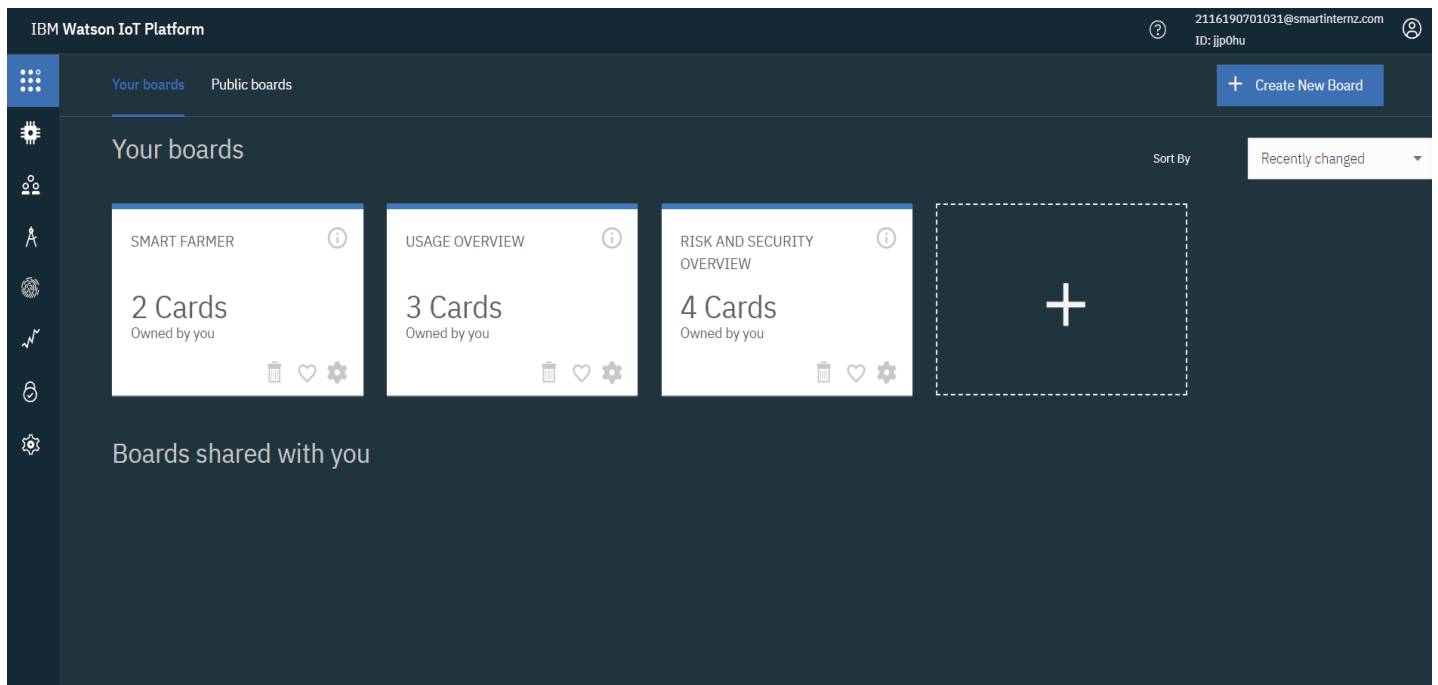 IBM Watson IoT Platform
2116190701031@smartinternz.com
ID: jjp0hu
Your boards
Public boards
Create New Board
Your boards
Sort By
Recently changed
SMART FARMER
2 Cards
Owned by you
USAGE OVERVIEW
3 Cards
Owned by you
RISK AND SECURITY
OVERVIEW
4 Cards
Owned by you
Boards shared with you